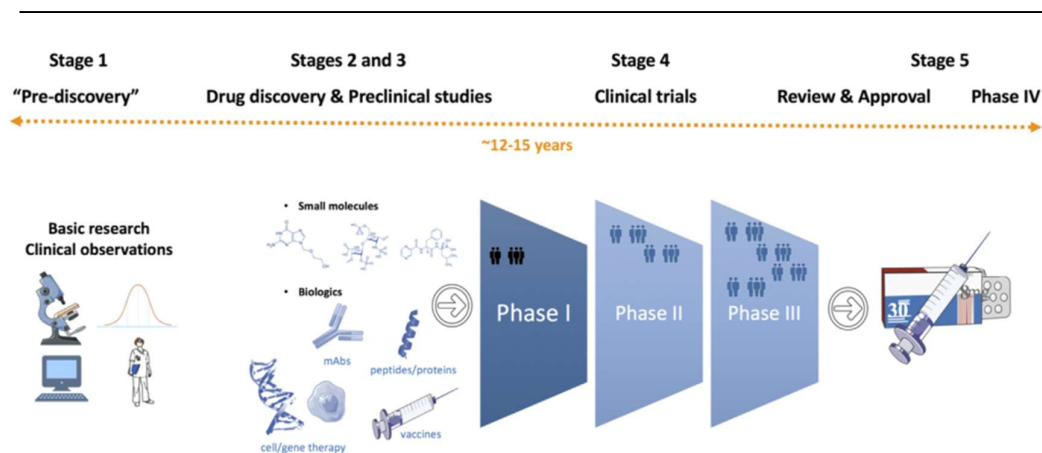 Stage 1
Stages 2 and 3
Stage 4
Stage 5
“Pre-discovery”
Drug discovery & Preclinical studies
Clinical trials
Review & Approval
Phase IV
~12-15 years
Basic research
Clinical observations
• Small molecules
• Biologics
mAbs
peptides/proteins
cell/gene therapy
vaccines
Phase I
Phase II
Phase III
30